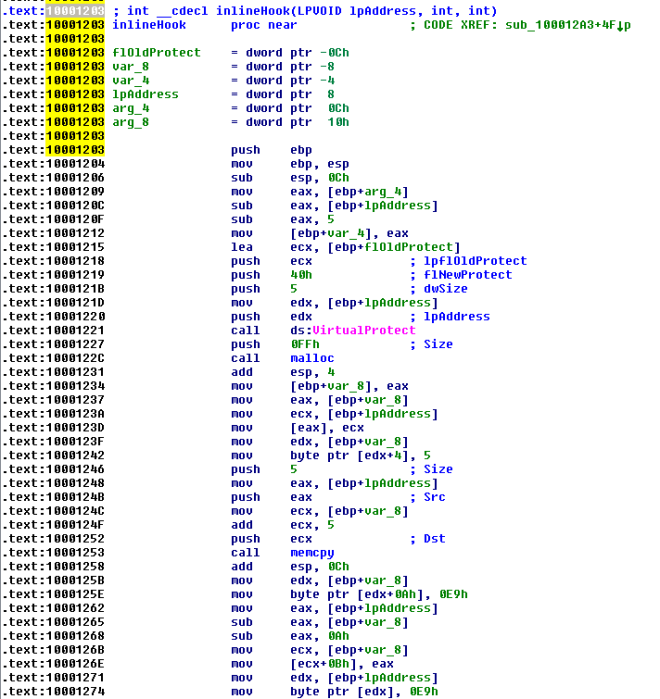 .text:10001203 ; int __cdecl inlineHook(LPVOID lpAddress, int, int)
.text:10001203 inlineHook proc near ; CODE XREF: sub_100012A3+4F↓p
.text:10001203
.text:10001203 flOldProtect = dword ptr -0Ch
.text:10001203 var_8 = dword ptr -8
.text:10001203 var_4 = dword ptr -4
.text:10001203 lpAddress = dword ptr 8
.text:10001203 arg_4 = dword ptr 0Ch
.text:10001203 arg_8 = dword ptr 10h
.text:10001203
.text:10001203 push ebp
.text:10001204 mov ebp, esp
.text:10001206 sub esp, 0Ch
.text:10001209 mov eax, [ebp+arg_4]
.text:1000120C sub eax, [ebp+lpAddress]
.text:1000120F sub eax, 5
.text:10001212 mov [ebp+var_4], eax
.text:10001215 lea ecx, [ebp+flOldProtect]
.text:10001218 push ecx ; lpflOldProtect
.text:10001219 push 40h ; flNewProtect
.text:1000121B push 5 ; dwSize
.text:1000121D mov edx, [ebp+lpAddress]
.text:10001220 push edx ; lpAddress
.text:10001221 call ds:VirtualProtect
.text:10001227 push 0FFh ; Size
.text:1000122C call malloc
.text:10001231 add esp, 4
.text:10001234 mov [ebp+var_8], eax
.text:10001237 mov eax, [ebp+var_8]
.text:1000123A mov ecx, [ebp+lpAddress]
.text:1000123D mov [eax], ecx
.text:1000123F mov edx, [ebp+var_8]
.text:10001242 mov byte ptr [edx+4], 5
.text:10001246 push 5 ; Size
.text:10001248 mov eax, [ebp+lpAddress]
.text:1000124B push eax ; Src
.text:1000124C mov ecx, [ebp+var_8]
.text:1000124F add ecx, 5
.text:10001252 push ecx ; Dst
.text:10001253 call memcpy
.text:10001258 add esp, 0Ch
.text:1000125B mov edx, [ebp+var_8]
.text:1000125E mov byte ptr [edx+0Ah], 0E9h
.text:10001262 mov eax, [ebp+lpAddress]
.text:10001265 sub eax, [ebp+var_8]
.text:10001268 sub eax, 0Ah
.text:1000126B mov ecx, [ebp+var_8]
.text:1000126E mov [ecx+0Bh], eax
.text:10001271 mov edx, [ebp+lpAddress]
.text:10001274 mov byte ptr [edx], 0E9h